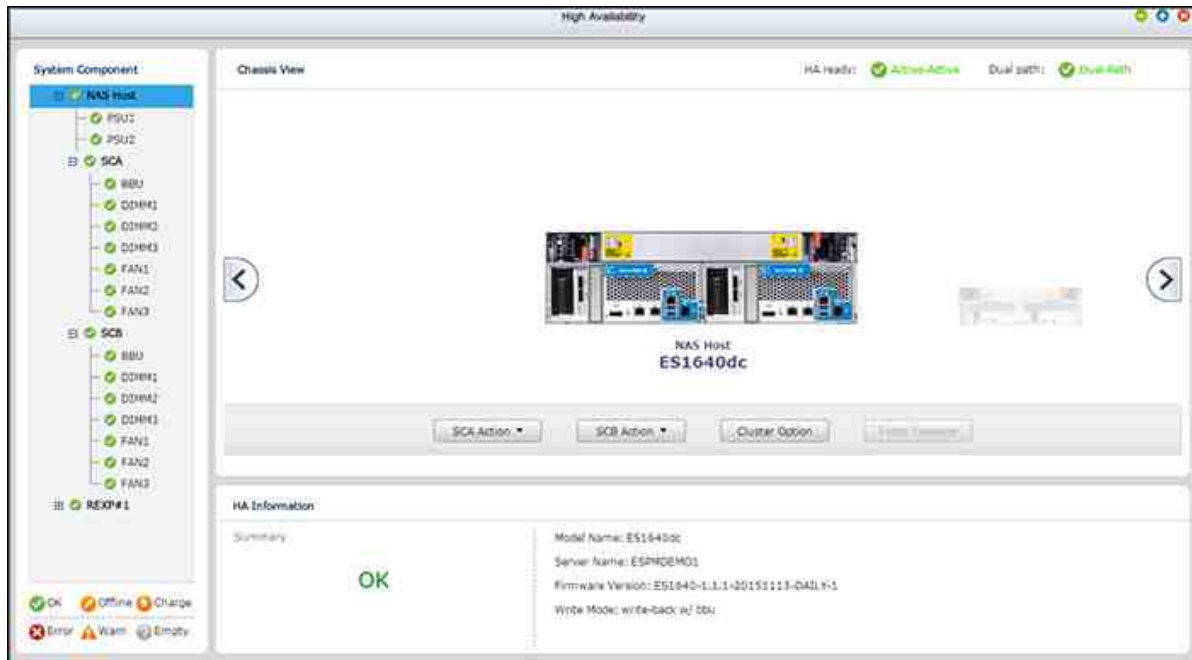 High Availability
System Component
NAS Host
PSU1
PSU2
SCA
BBU
DIMM1
DIMM2
DIMM3
FAN1
FAN2
FAN3
SCB
BBU
DIMM1
DIMM2
DIMM3
FAN1
FAN2
FAN3
REXP#1
OK Offline Charge
Error Warn Empty
Chassis View
HA ready: Active-Active Dual path: Dual-Path
NAS Host
ES1640dc
SCA Action SCB Action Cluster Option
HA Information
Summary
OK
Model Name: ES1640dc
Server Name: ESPMDEMO1
Firmware Version: ES1640-1.1.1-20151113-DAILY-1
Write Mode: write-back w/ bbu